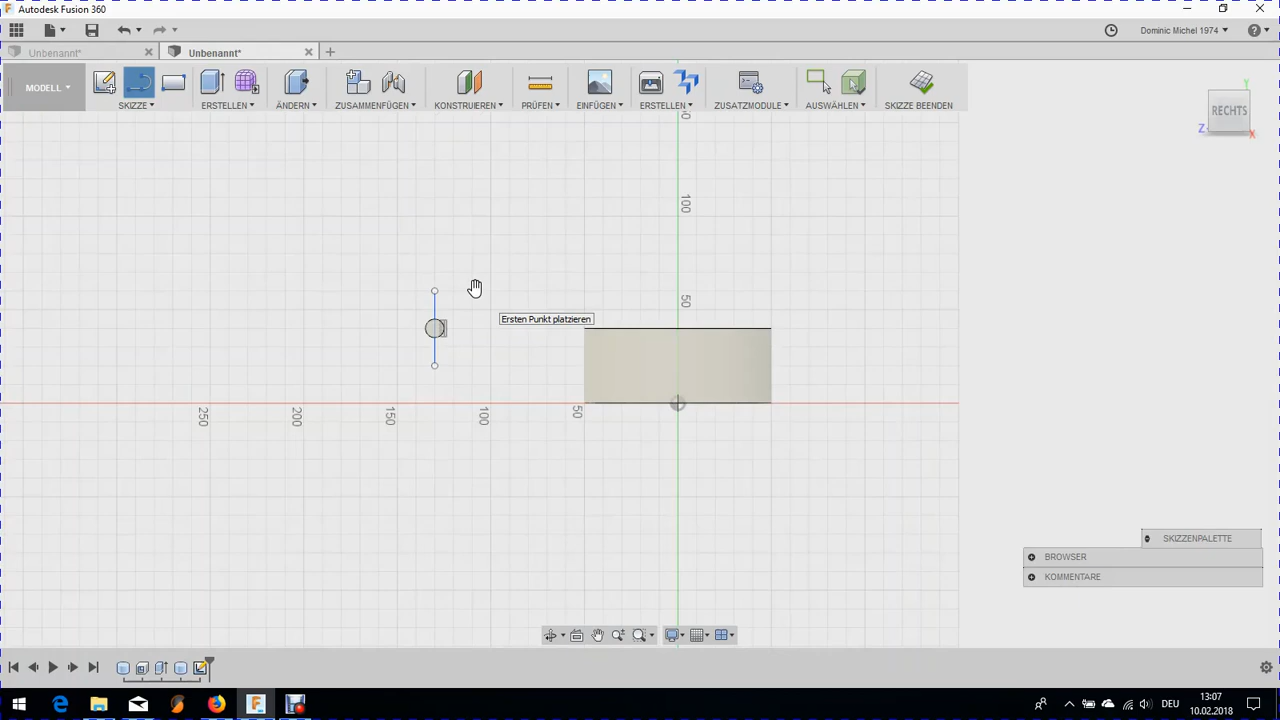 Autodesk Fusion 360
Dominic Michel 1974
Unbenannt*
Unbenannt*
MODELL
SKIZZE
ERSTELLEN
ÄNDERN
ZUSAMMENFÜGEN
KONSTRUIEREN
PRÜFEN
EINFÜGEN
ERSTELLEN
ZUSATZMODULE
AUSWÄHLEN
SKIZZE BEENDEN
Y
RECHTS
Z
X
100
50
Ersten Punkt platzieren
250
200
150
100
50
SKIZZENPALETTE
BROWSER
KOMMENTARE
DEU
13:07
10.02.2018